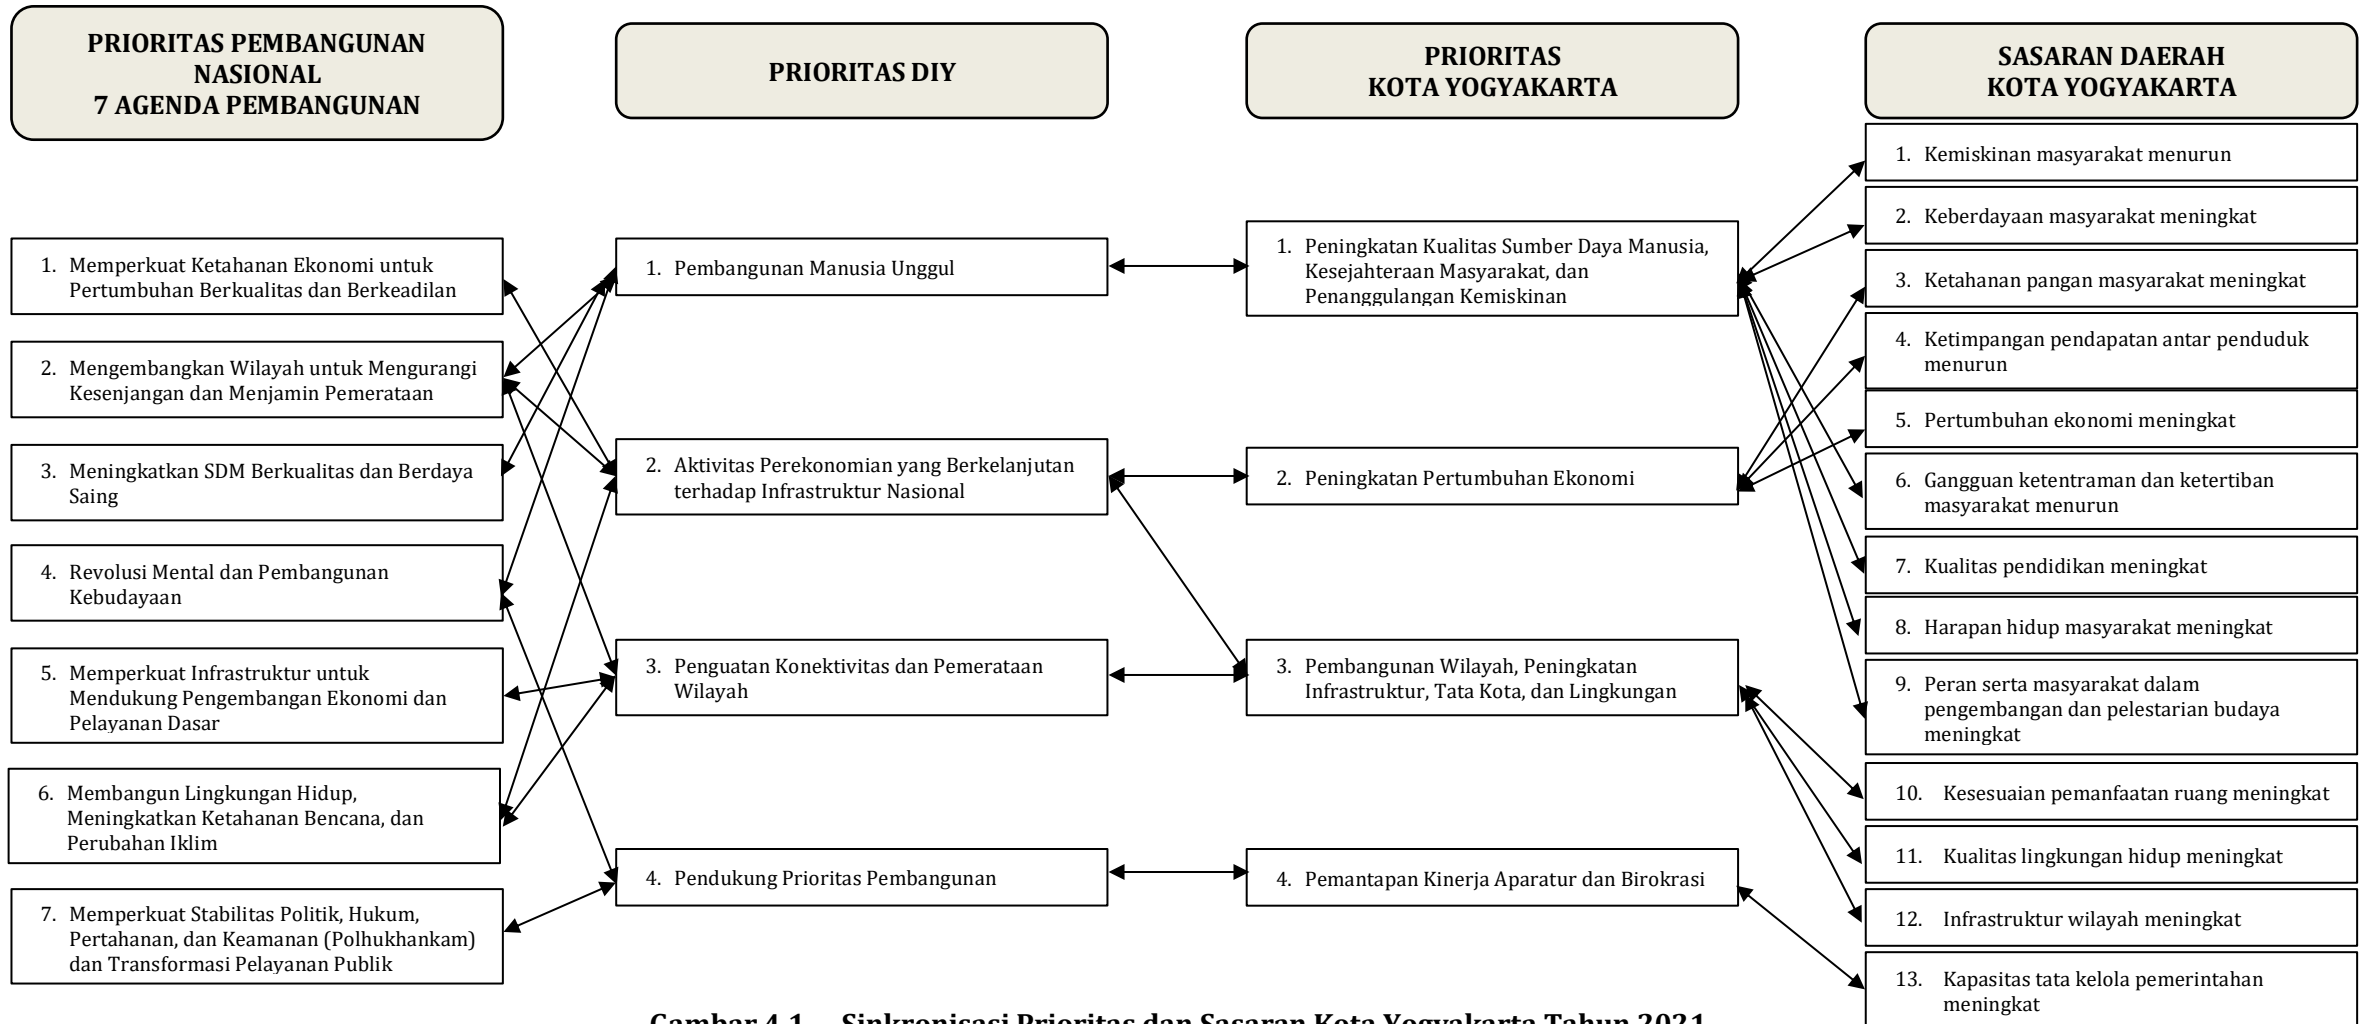 PRIORITAS PEMBANGUNAN
NASIONAL
7 AGENDA PEMBANGUNAN
PRIORITAS DIY
PRIORITAS
KOTA YOGYAKARTA
SASARAN DAERAH
KOTA YOGYAKARTA
1. Memperkuat Ketahanan Ekonomi untuk
Pertumbuhan Berkualitas dan Berkeadilan
2. Mengembangkan Wilayah untuk Mengurangi
Kesenjangan dan Menjamin Pemerataan
3. Meningkatkan SDM Berkualitas dan Berdaya
Saing
4. Revolusi Mental dan Pembangunan
Kebudayaan
5. Memperkuat Infrastruktur untuk
Mendukung Pengembangan Ekonomi dan
Pelayanan Dasar
6. Membangun Lingkungan Hidup,
Meningkatkan Ketahanan Bencana, dan
Perubahan Iklim
7. Memperkuat Stabilitas Politik, Hukum,
Pertahanan, dan Keamanan (Polhukhankam)
dan Transformasi Pelayanan Publik
1. Pembangunan Manusia Unggul
2. Aktivitas Perekonomian yang Berkelanjutan
terhadap Infrastruktur Nasional
3. Penguatan Konektivitas dan Pemerataan
Wilayah
4. Pendukung Prioritas Pembangunan
1. Peningkatan Kualitas Sumber Daya Manusia,
Kesejahteraan Masyarakat, dan
Penanggulangan Kemiskinan
2. Peningkatan Pertumbuhan Ekonomi
3. Pembangunan Wilayah, Peningkatan
Infrastruktur, Tata Kota, dan Lingkungan
4. Pemantapan Kinerja Aparatur dan Birokrasi
1. Kemiskinan masyarakat menurun
2. Keberdayaan masyarakat meningkat
3. Ketahanan pangan masyarakat meningkat
4. Ketimpangan pendapatan antar penduduk
menurun
5. Pertumbuhan ekonomi meningkat
6. Gangguan ketentraman dan ketertiban
masyarakat menurun
7. Kualitas pendidikan meningkat
8. Harapan hidup masyarakat meningkat
9. Peran serta masyarakat dalam
pengembangan dan pelestarian budaya
meningkat
10. Kesesuaian pemanfaatan ruang meningkat
11. Kualitas lingkungan hidup meningkat
12. Infrastruktur wilayah meningkat
13. Kapasitas tata kelola pemerintahan
meningkat
Gambar 4.1 Sinkronisasi Prioritas dan Sasaran Kota Yogyakarta Tahun 2021